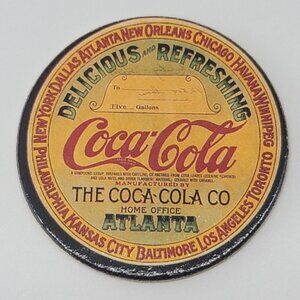 NEW YORK DALLAS ATLANTA NEW ORLEANS CHICAGO HAVANA WINNIPEG
DELICIOUS AND REFRESHING
To
Five Gallons
Coca-Cola
MANUFACTURED BY
THE COCA COLA CO
HOME OFFICE
ATLANTA
PHILADELPHIA KANSAS CITY BALTIMORE LOS ANGELES TORONTO